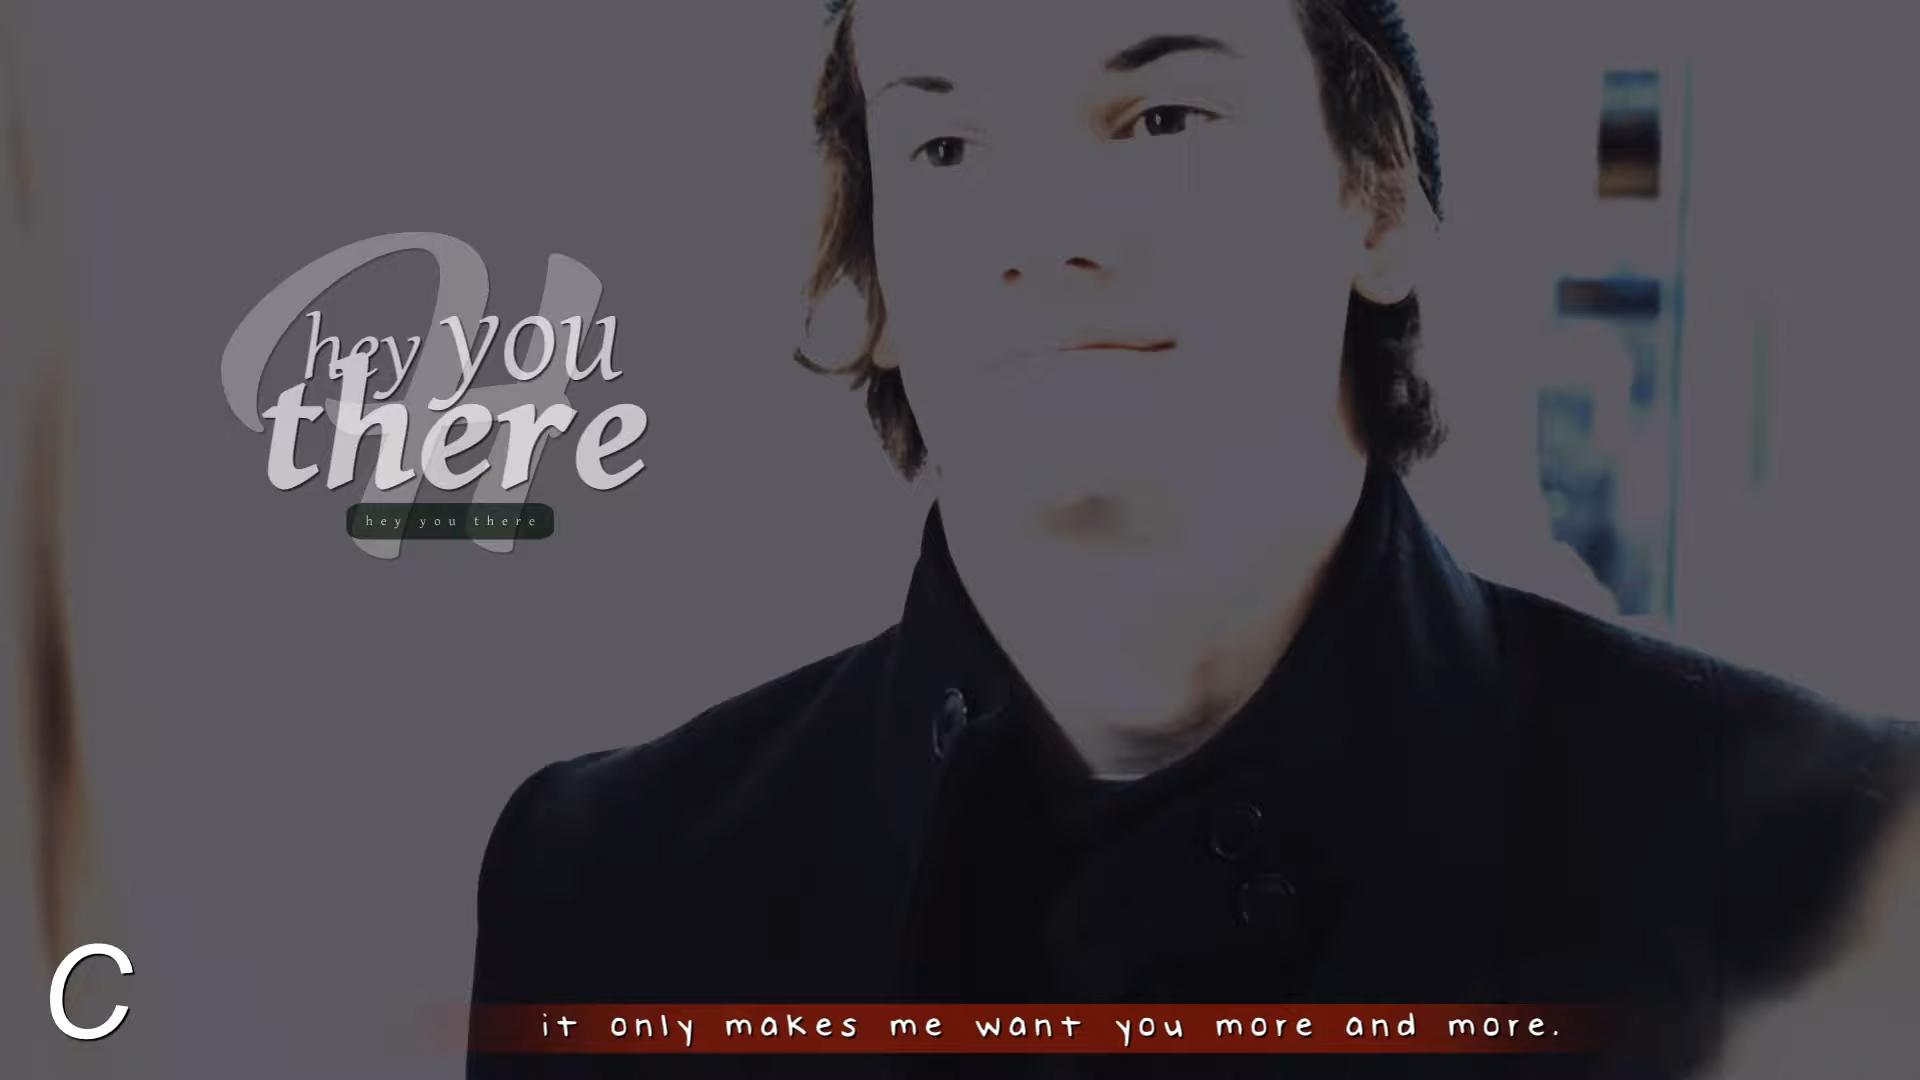 H
hey you
there
hey you there
C
it only makes me want you more and more.